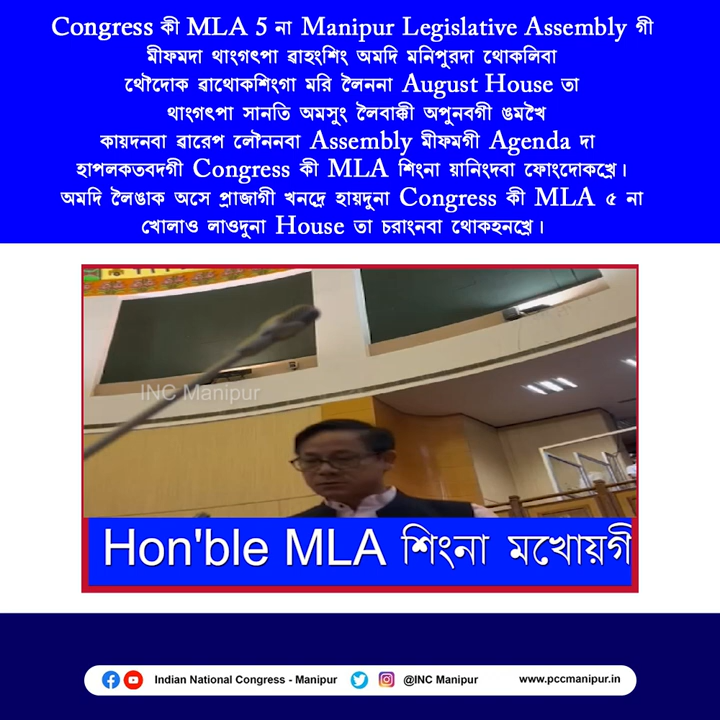 Congress কী MLA 5 না Manipur Legislative Assembly গী
মীফমদা থাংগৎপা ৱাহংশিং অমদি মনিপুরদা থোকলিবা
থৌদোক ৱাথোকশিংগা মরি লৈননা August House তা
থাংগৎপা সানতি অমসুং লৈবাক্কী অপুনবগী ঙমখৈ
কায়দনবা ৱারেপ লৌননবা Assembly মীফমগী Agenda দা
হাপলকতবদগী Congress কী MLA শিংনা য়ানিংদবা ফোংদোকখ্রে।
অমদি লৈঙাক অসে প্রাজাগী খনদ্রে হায়দুনা Congress কী MLA ৫ না
খোলাও লাওদুনা House তা চরাংনবা থোকহনখ্রে।
INC Manipur
Hon'ble MLA শিংনা মখোয়গী
Indian National Congress - Manipur @INC Manipur www.pccmanipur.in